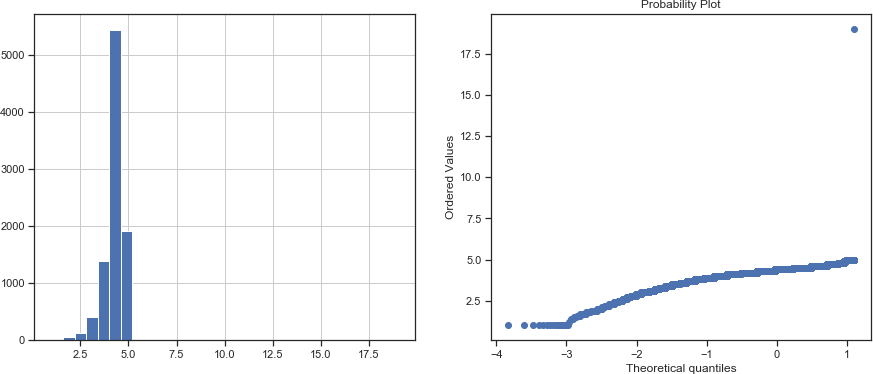 Probability Plot
5000
4000
3000
2000
1000
0
2.5 5.0 7.5 10.0 12.5 15.0 17.5
Ordered Values
17.5
15.0
12.5
10.0
7.5
5.0
2.5
−4 −3 −2 −1 0 1
Theoretical quantiles